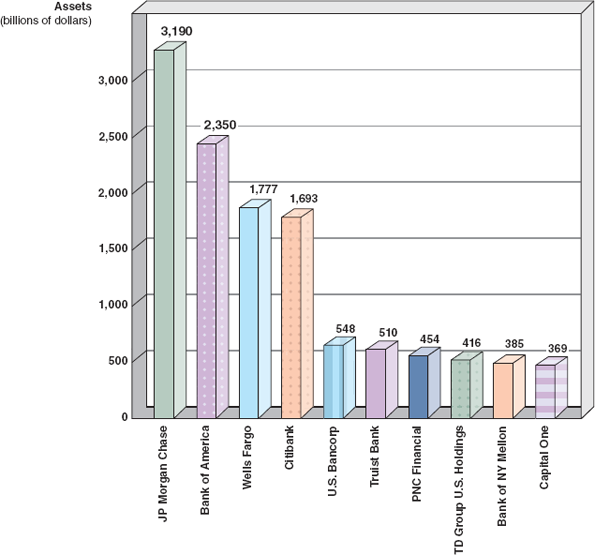 Assets
(billions of dollars)
3,190
3,000
2,350
2,500
2,000
1,777
1,693
1,500
1,000
548
510
454
416
385
369
500
0
JP Morgan Chase
Bank of America
Wells Fargo
Citibank
U.S. Bancorp
Truist Bank
PNC Financial
TD Group U.S. Holdings
Bank of NY Mellon
Capital One